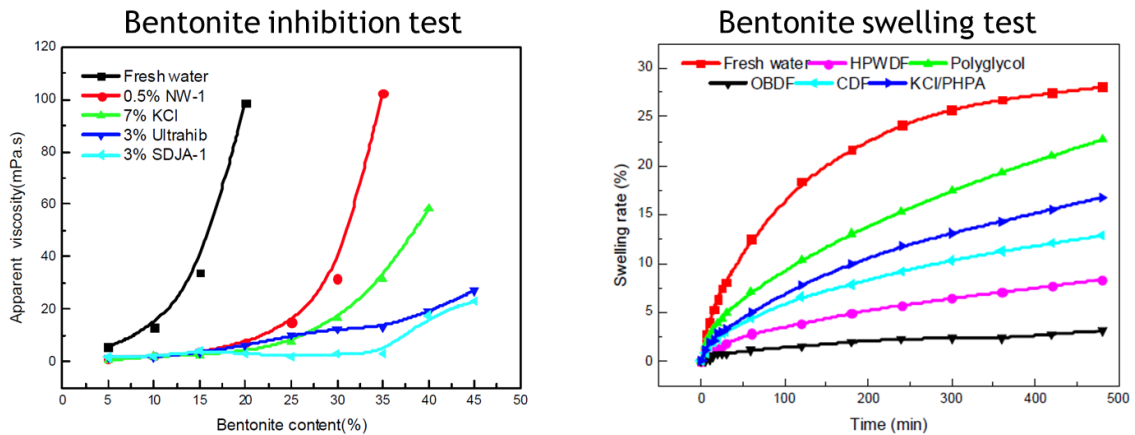 Bentonite inhibition test
120
100
80
60
40
20
0
Apparent viscosity(mPa.s)
Fresh water
0.5% NW-1
7% KCl
3% Ultrahib
3% SDJA-1
0 5 10 15 20 25 30 35 40 45 50
Bentonite content(%)
Bentonite swelling test
30
25
20
15
10
5
0
Swelling rate (%)
Fresh water HPWDF Polyglycol
OBDF CDF KCl/PHPA
0 100 200 300 400 500
Time (min)